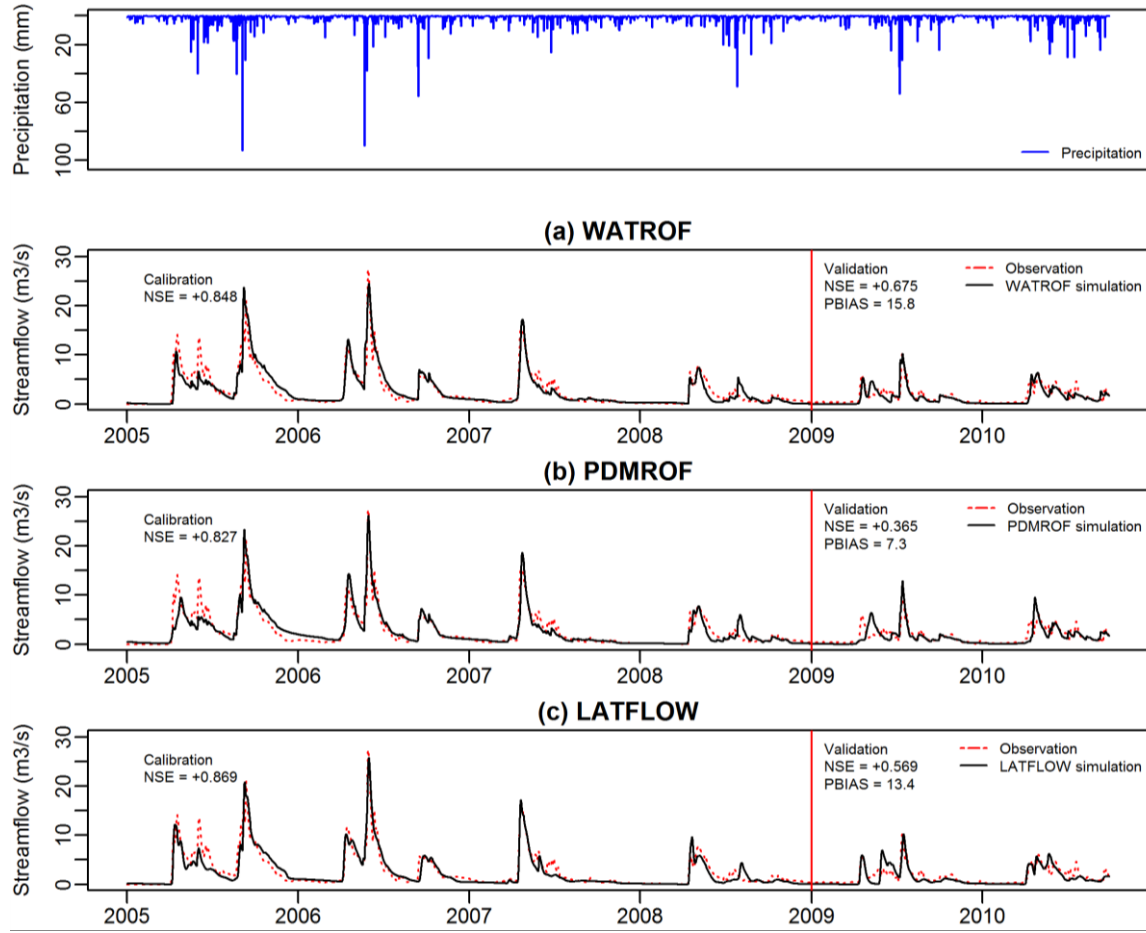 Precipitation (mm)
20
60
100
Precipitation
(a) WATROF
Streamflow (m3/s)
30
20
10
0
Calibration
NSE = +0.848
Validation
NSE = +0.675
PBIAS = 15.8
Observation
WATROF simulation
2005 2006 2007 2008 2009 2010
(b) PDMROF
Streamflow (m3/s)
30
20
10
0
Calibration
NSE = +0.827
Validation
NSE = +0.365
PBIAS = 7.3
Observation
PDMROF simulation
2005 2006 2007 2008 2009 2010
(c) LATFLOW
Streamflow (m3/s)
30
20
10
0
Calibration
NSE = +0.869
Validation
NSE = +0.569
PBIAS = 13.4
Observation
LATFLOW simulation
2005 2006 2007 2008 2009 2010